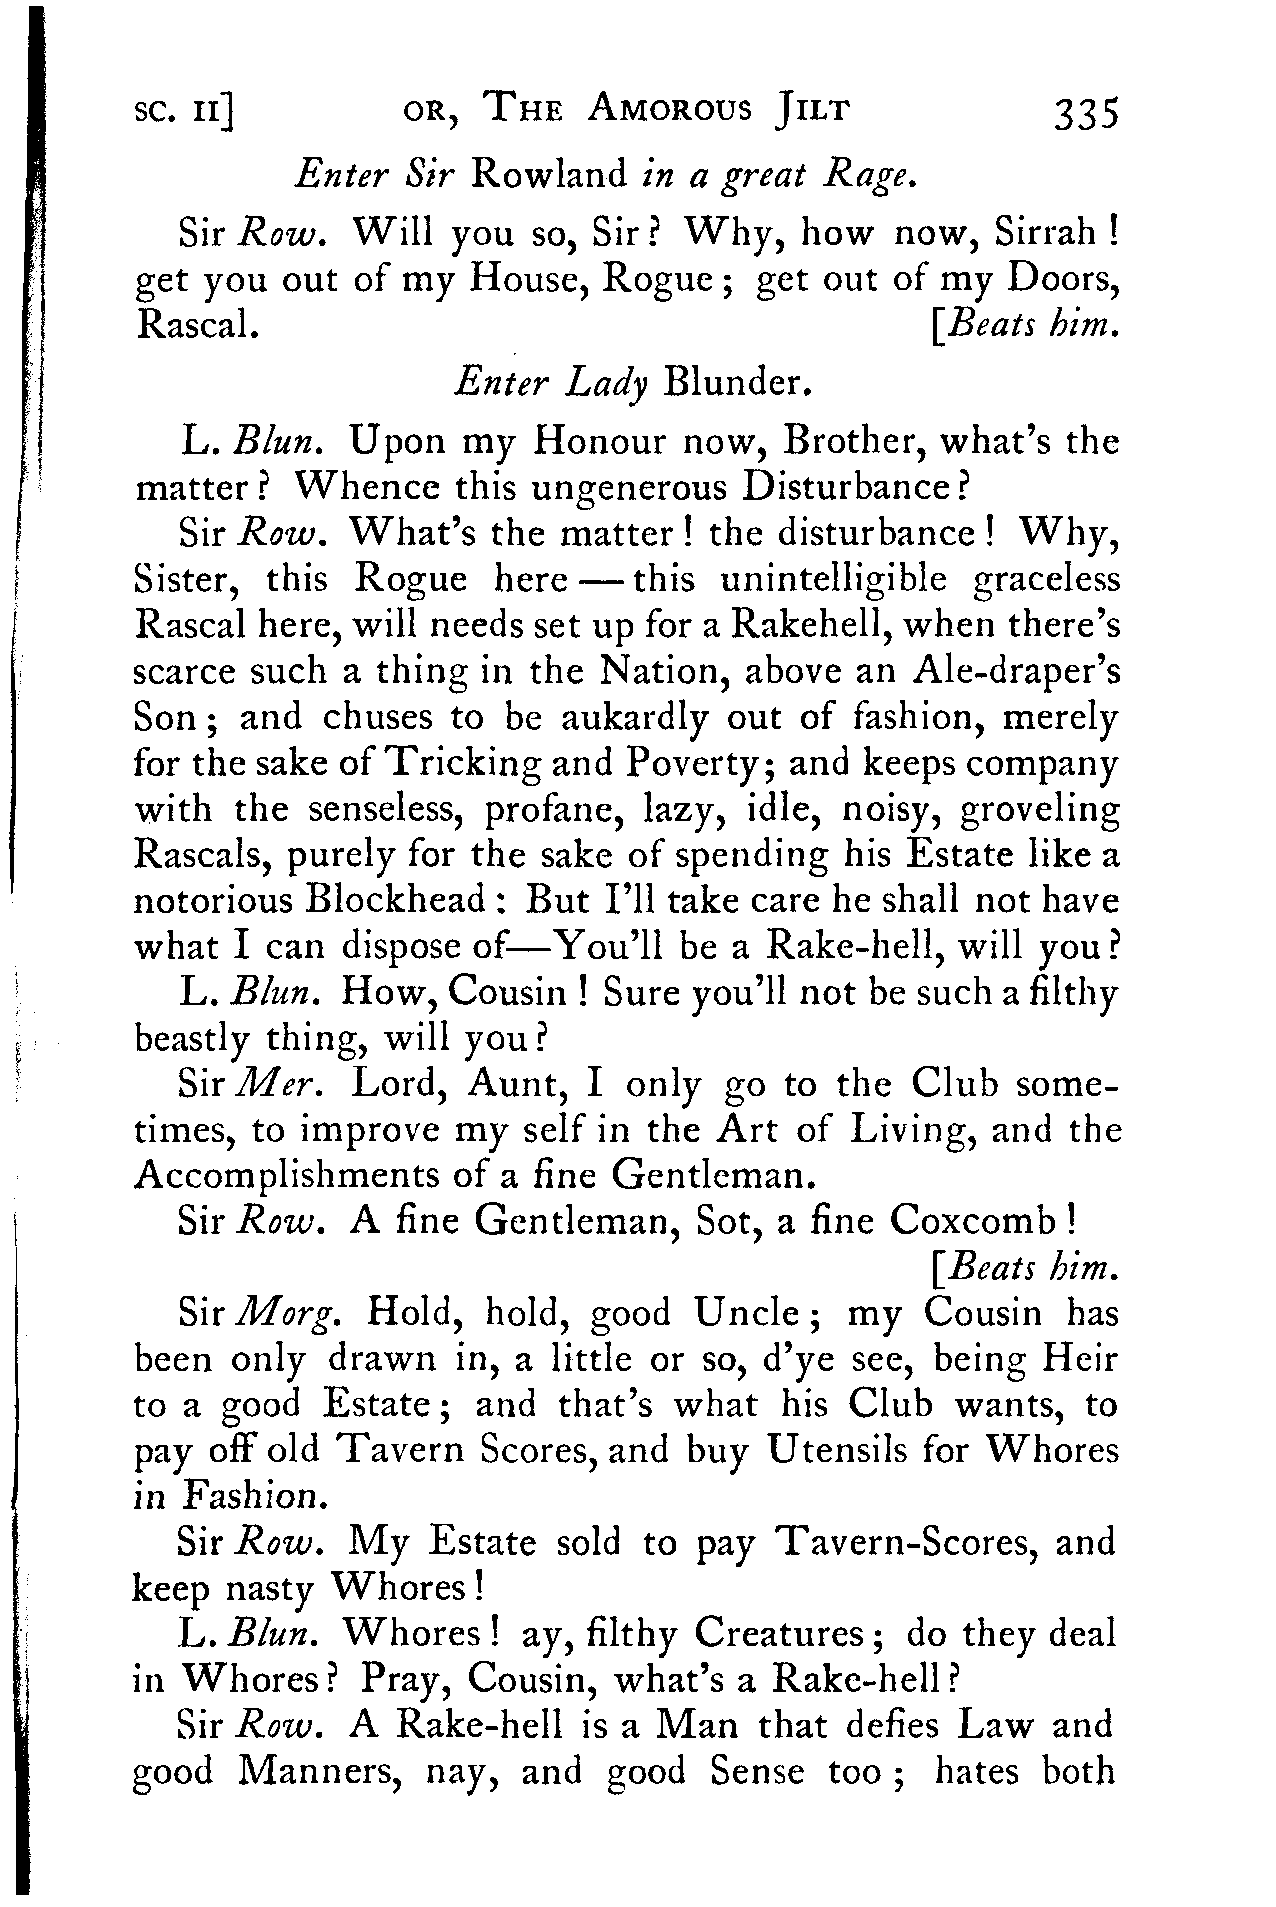 SC. II] OR, THE AMOROUS JILT 335
Enter Sir Rowland in a great Rage.
Sir Row. Will you so, Sir? Why, how now, Sirrah!
get you out of my House, Rogue; get out of my Doors,
Rascal. [Beats him.
Enter Lady Blunder.
L. Blun. Upon my Honour now, Brother, what's the
matter? Whence this ungenerous Disturbance?
Sir Row. What's the matter! the disturbance! Why,
Sister, this Rogue here — this unintelligible graceless
Rascal here, will needs set up for a Rakehell, when there's
scarce such a thing in the Nation, above an Ale-draper's
Son; and chuses to be aukardly out of fashion, merely
for the sake of Tricking and Poverty; and keeps company
with the senseless, profane, lazy, idle, noisy, groveling
Rascals, purely for the sake of spending his Estate like a
notorious Blockhead: But I'll take care he shall not have
what I can dispose of—You'll be a Rake-hell, will you?
L. Blun. How, Cousin! Sure you'll not be such a filthy
beastly thing, will you?
Sir Mer. Lord, Aunt, I only go to the Club some-
times, to improve my self in the Art of Living, and the
Accomplishments of a fine Gentleman.
Sir Row. A fine Gentleman, Sot, a fine Coxcomb!
[Beats him.
Sir Morg. Hold, hold, good Uncle; my Cousin has
been only drawn in, a little or so, d'ye see, being Heir
to a good Estate; and that's what his Club wants, to
pay off old Tavern Scores, and buy Utensils for Whores
in Fashion.
Sir Row. My Estate sold to pay Tavern-Scores, and
keep nasty Whores!
L. Blun. Whores! ay, filthy Creatures; do they deal
in Whores? Pray, Cousin, what's a Rake-hell?
Sir Row. A Rake-hell is a Man that defies Law and
good Manners, nay, and good Sense too; hates both